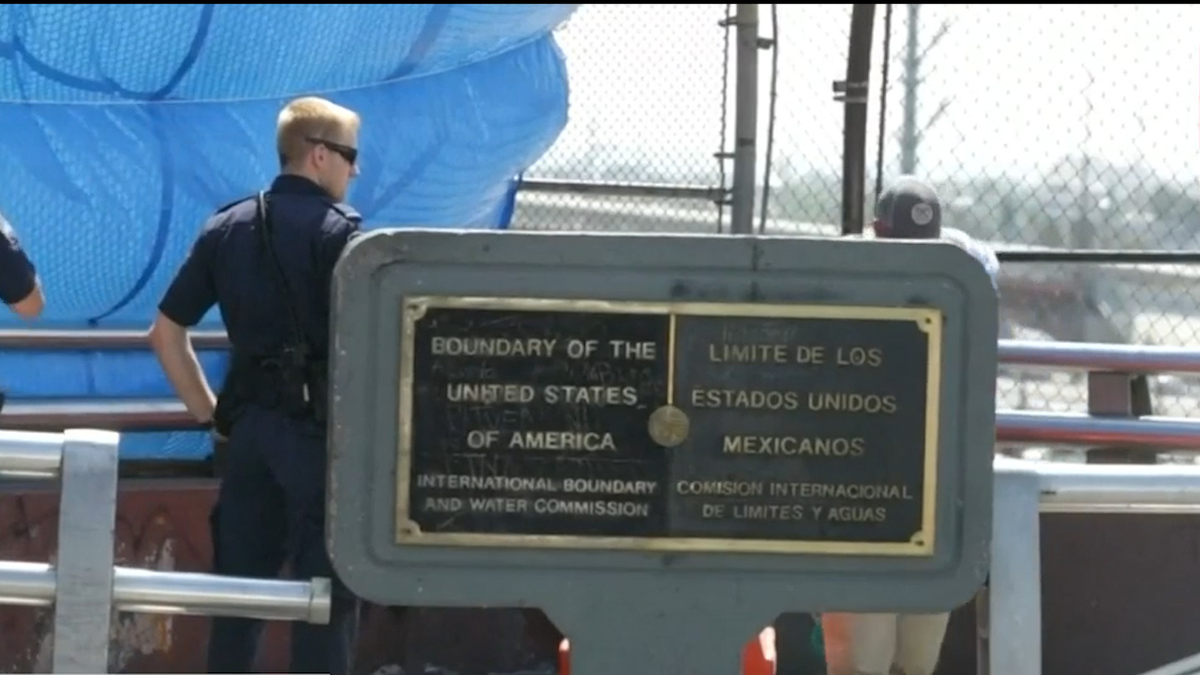 BOUNDARY OF THE
UNITED STATES
OF AMERICA
INTERNATIONAL BOUNDARY
AND WATER COMMISSION
LIMITE DE LOS
ESTADOS UNIDOS
MEXICANOS
COMISION INTERNACIONAL
DE LIMITES Y AGUAS